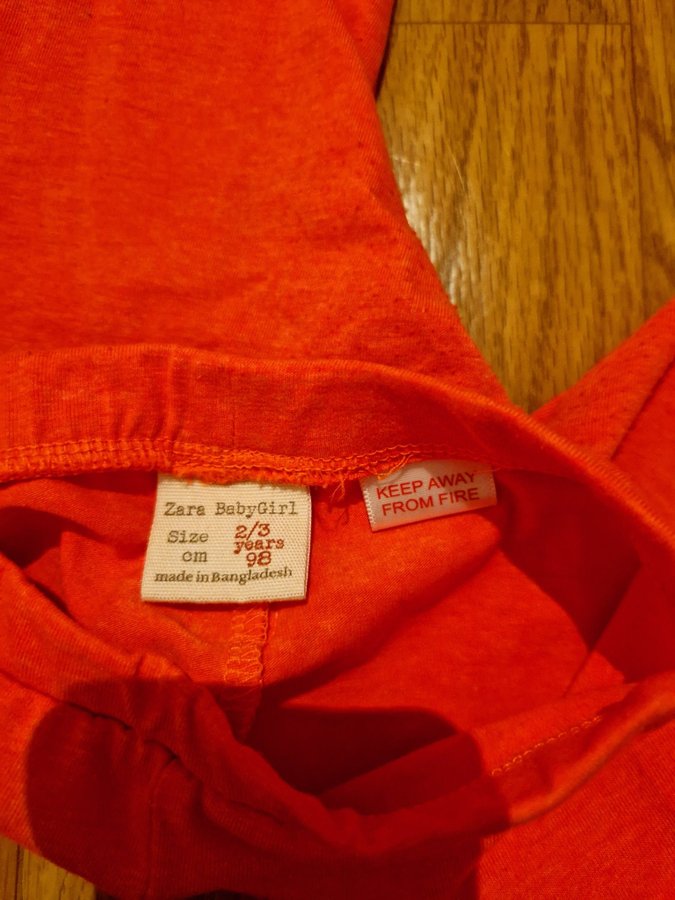 Zara BabyGirl
Size 2/3
years
cm 98
made in Bangladesh
KEEP AWAY
FROM FIRE